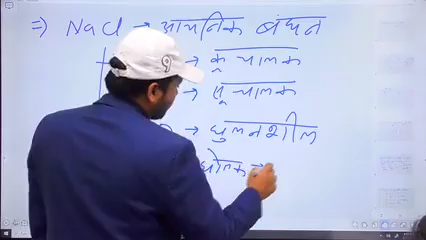 ⇒ NaCl → आयनिक बंधन
→ कुचालक
→ सुचालक
→ घुलनशील